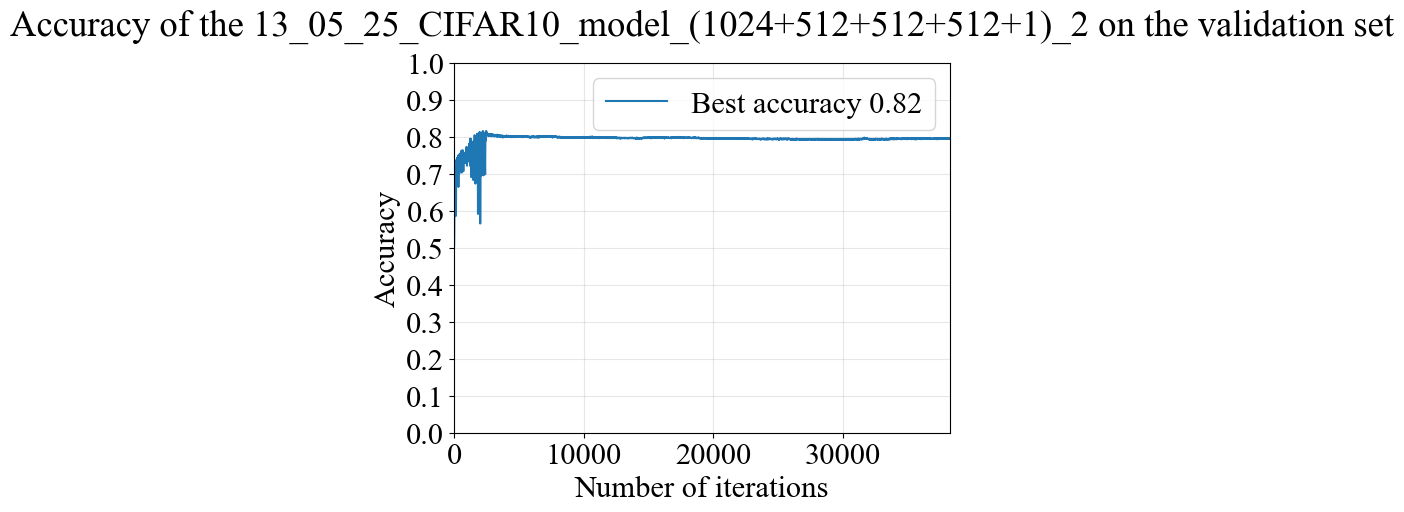 Accuracy of the 13_05_25_CIFAR10_model_(1024+512+512+512+1)_2 on the validation set
Best accuracy 0.82
Accuracy
1.0
0.9
0.8
0.7
0.6
0.5
0.4
0.3
0.2
0.1
0.0
0 10000 20000 30000
Number of iterations